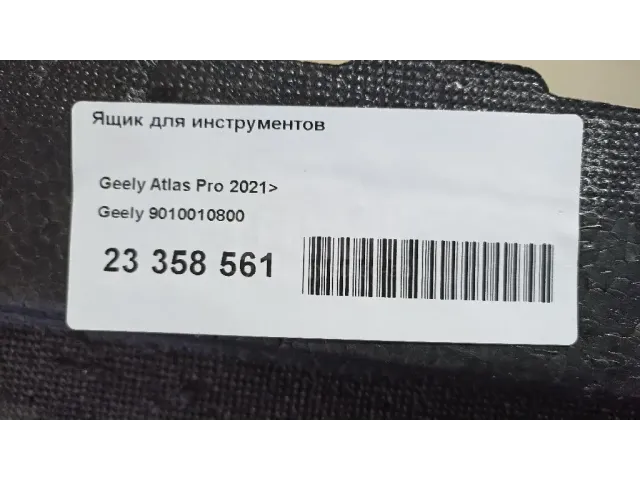 Ящик для инструментов
Geely Atlas Pro 2021>
Geely 9010010800
23 358 561